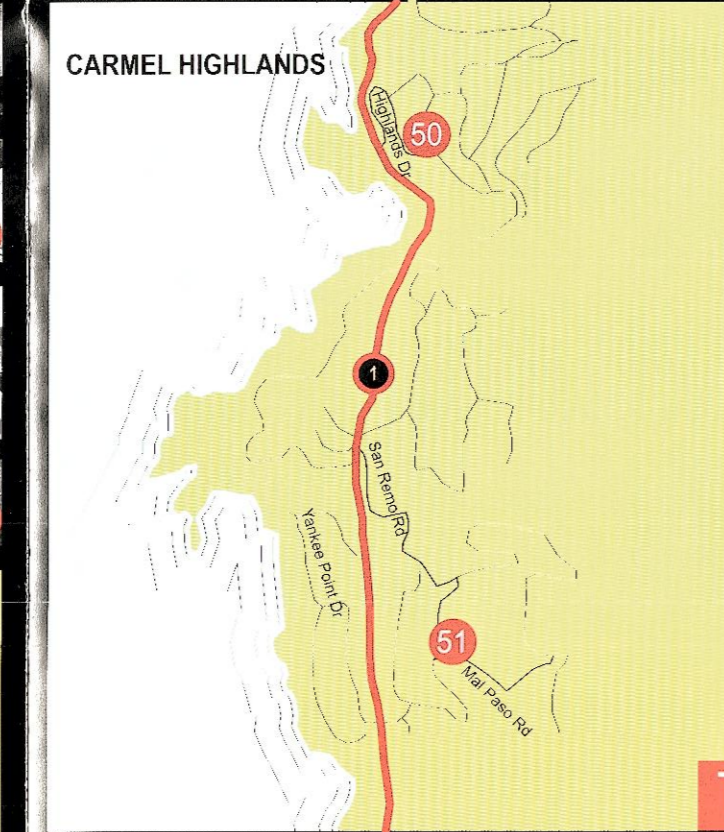 CARMEL HIGHLANDS
Highlands Dr
50
1
San Remo Rd
Yankee Point Dr
51
Mal Paso Rd